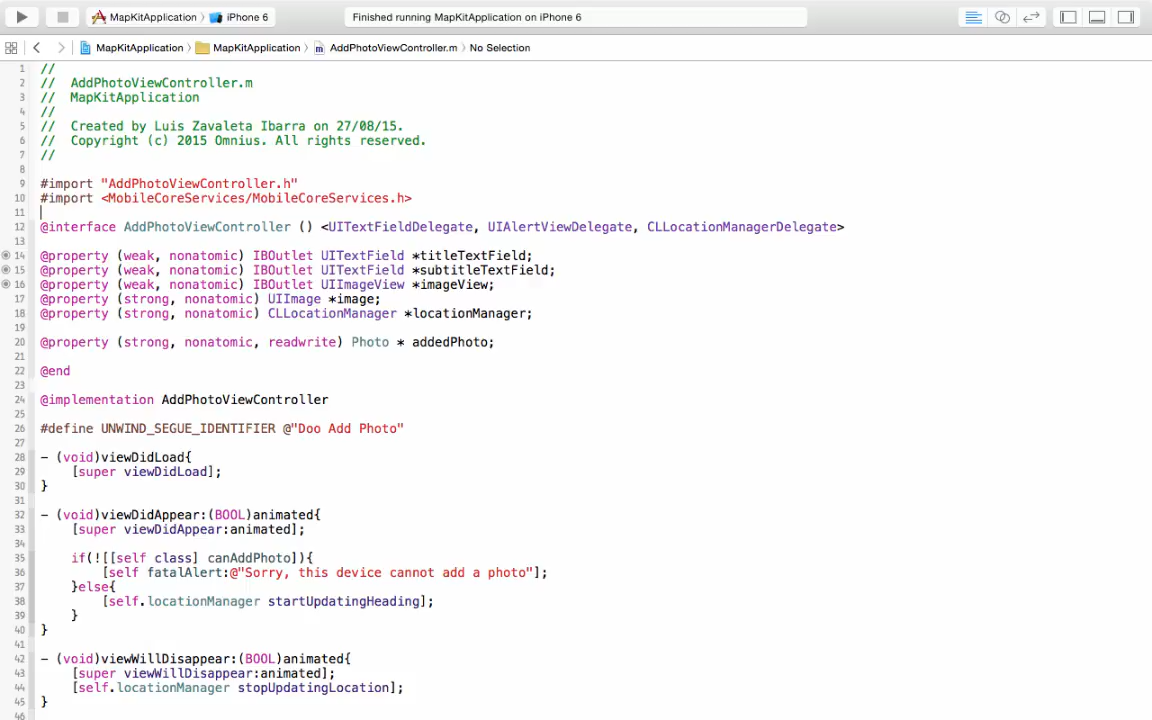 MapKitApplication iPhone 6 Finished running MapKitApplication on iPhone 6
MapKitApplication MapKitApplication AddPhotoViewController.m No Selection
1 //
2 //  AddPhotoViewController.m
3 //  MapKitApplication
4 //
5 //  Created by Luis Zavaleta Ibarra on 27/08/15.
6 //  Copyright (c) 2015 Omnius. All rights reserved.
7 //
8
9 #import "AddPhotoViewController.h"
10 #import <MobileCoreServices/MobileCoreServices.h>
11
12 @interface AddPhotoViewController () <UITextFieldDelegate, UIAlertViewDelegate, CLLocationManagerDelegate>
13
14 @property (weak, nonatomic) IBOutlet UITextField *titleTextField;
15 @property (weak, nonatomic) IBOutlet UITextField *subtitleTextField;
16 @property (weak, nonatomic) IBOutlet UIImageView *imageView;
17 @property (strong, nonatomic) UIImage *image;
18 @property (strong, nonatomic) CLLocationManager *locationManager;
19
20 @property (strong, nonatomic, readwrite) Photo * addedPhoto;
21
22 @end
23
24 @implementation AddPhotoViewController
25
26 #define UNWIND_SEGUE_IDENTIFIER @"Doo Add Photo"
27
28 - (void)viewDidLoad{
29     [super viewDidLoad];
30 }
31
32 - (void)viewDidAppear:(BOOL)animated{
33     [super viewDidAppear:animated];
34
35     if(![[self class] canAddPhoto]){
36         [self fatalAlert:@"Sorry, this device cannot add a photo"];
37     }else{
38         [self.locationManager startUpdatingHeading];
39     }
40 }
41
42 - (void)viewWillDisappear:(BOOL)animated{
43     [super viewWillDisappear:animated];
44     [self.locationManager stopUpdatingLocation];
45 }
46